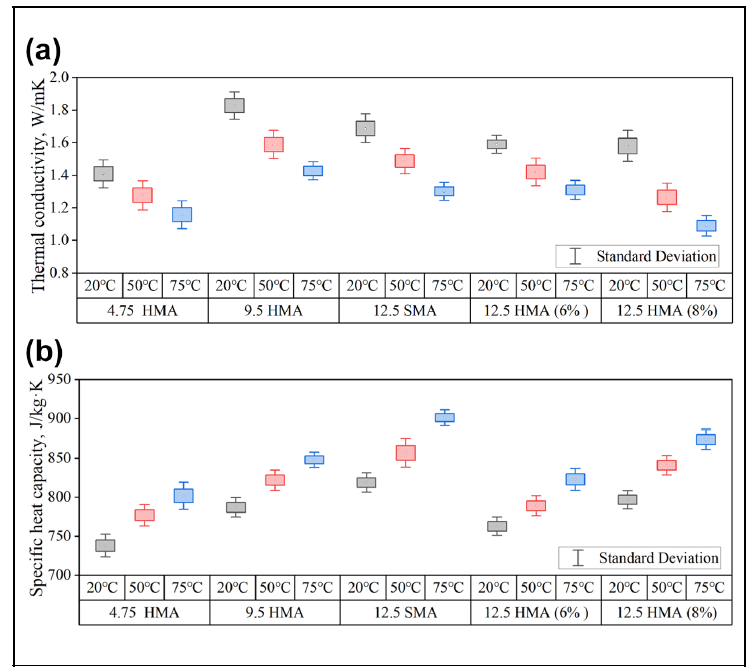 (a)
Thermal conductivity, W/mK
2.0
1.8
1.6
1.4
1.2
1.0
0.8
Standard Deviation
20°C 50°C 75°C 20°C 50°C 75°C 20°C 50°C 75°C 20°C 50°C 75°C 20°C 50°C 75°C
4.75 HMA 9.5 HMA 12.5 SMA 12.5 HMA (6% ) 12.5 HMA (8%)
(b)
Specific heat capacity, J/kg·K
950
900
850
800
750
700
Standard Deviation
20°C 50°C 75°C 20°C 50°C 75°C 20°C 50°C 75°C 20°C 50°C 75°C 20°C 50°C 75°C
4.75 HMA 9.5 HMA 12.5 SMA 12.5 HMA (6% ) 12.5 HMA (8%)